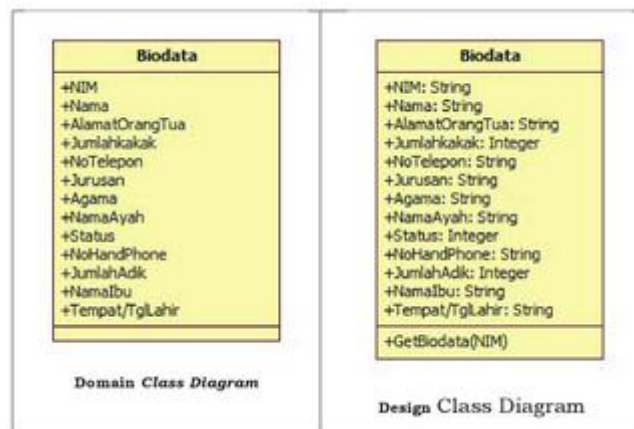 Biodata
+NIM
+Nama
+AlamatOrangTua
+Jumlahkakak
+NoTelepon
+Jurusan
+Agama
+NamaAyah
+Status
+NoHandPhone
+JumlahAdik
+NamaIbu
+Tempat/TglLahir
Domain Class Diagram
Biodata
+NIM: String
+Nama: String
+AlamatOrangTua: String
+Jumlahkakak: Integer
+NoTelepon: String
+Jurusan: String
+Agama: String
+NamaAyah: String
+Status: Integer
+NoHandPhone: String
+JumlahAdik: Integer
+NamaIbu: String
+Tempat/TglLahir: String
+GetBiodata(NIM)
Design Class Diagram